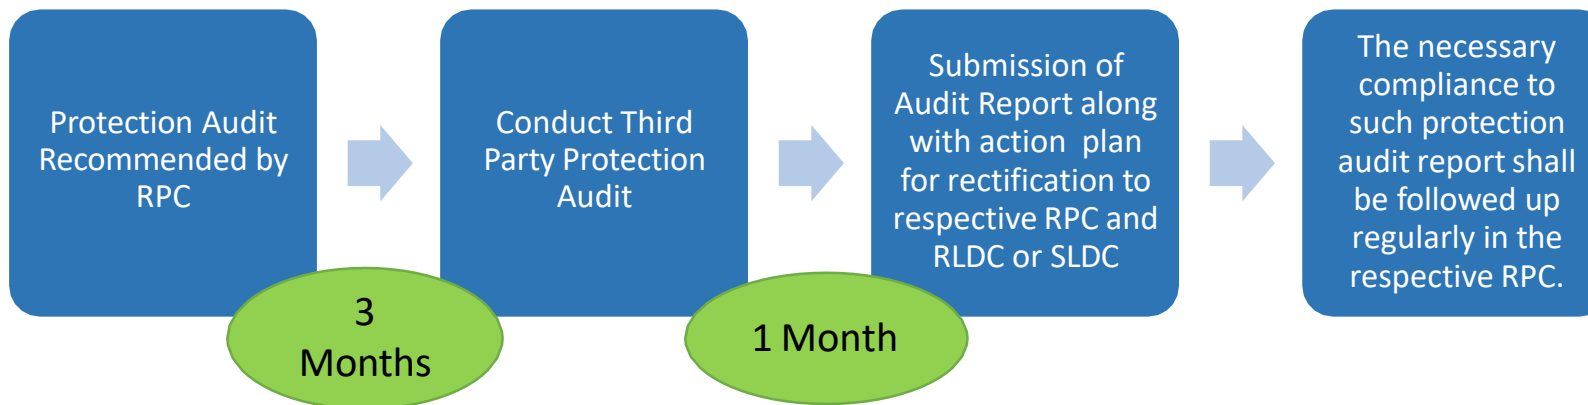 Protection Audit
Recommended by
RPC
Conduct Third
Party Protection
Audit
Submission of
Audit Report along
with action plan
for rectification to
respective RPC and
RLDC or SLDC
The necessary
compliance to
such protection
audit report shall
be followed up
regularly in the
respective RPC.
3
Months
1 Month